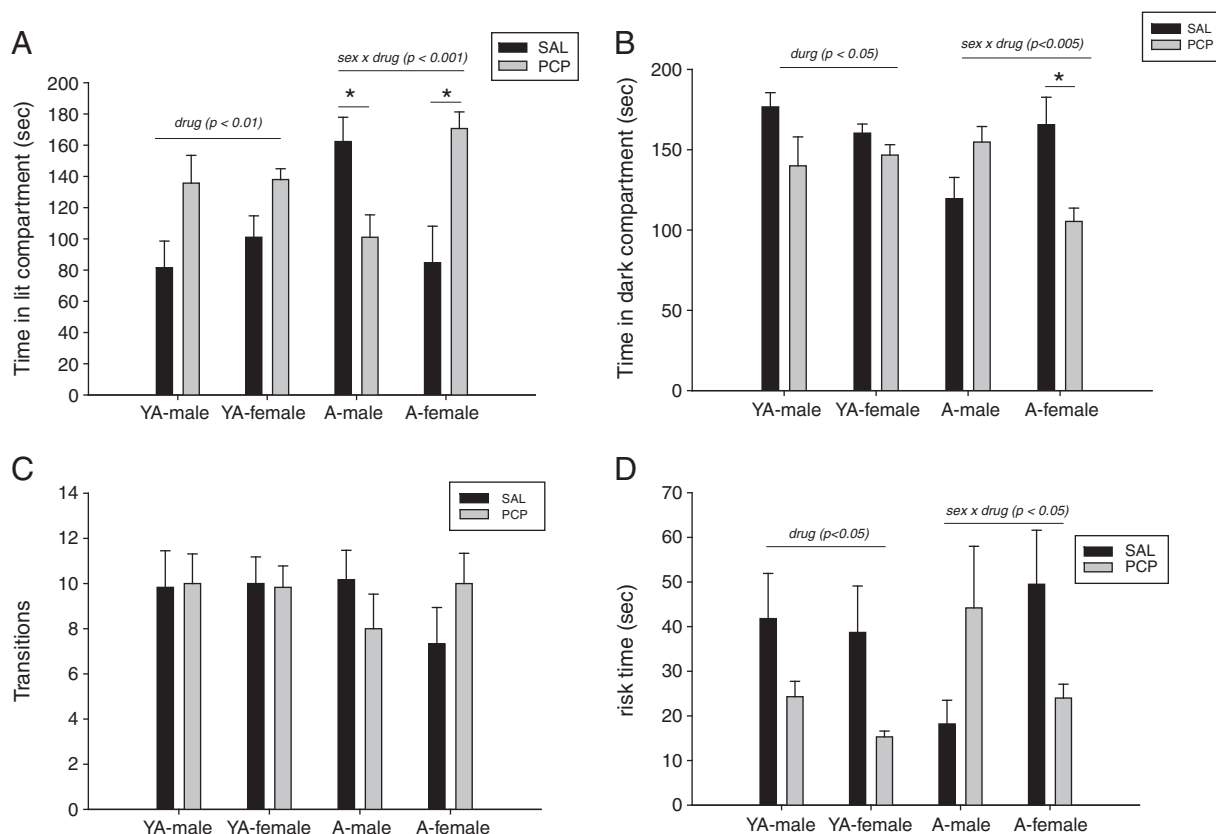 A
SAL
PCP
sex x drug (p < 0.001)
*
*
drug (p < 0.01)
Time in lit compartment (sec)
200
180
160
140
120
100
80
60
40
20
0
YA-male YA-female A-male A-female
B
SAL
PCP
durg (p < 0.05)
sex x drug (p<0.005)
*
Time in dark compartment (sec)
200
150
100
50
0
YA-male YA-female A-male A-female
C
SAL
PCP
Transitions
14
12
10
8
6
4
2
0
YA-male YA-female A-male A-female
D
sex x drug (p < 0.05)
drug (p<0.05)
SAL
PCP
risk time (sec)
70
60
50
40
30
20
10
0
YA-male YA-female A-male A-female